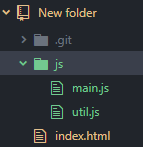 New folder
.git
js
main.js
util.js
index.html